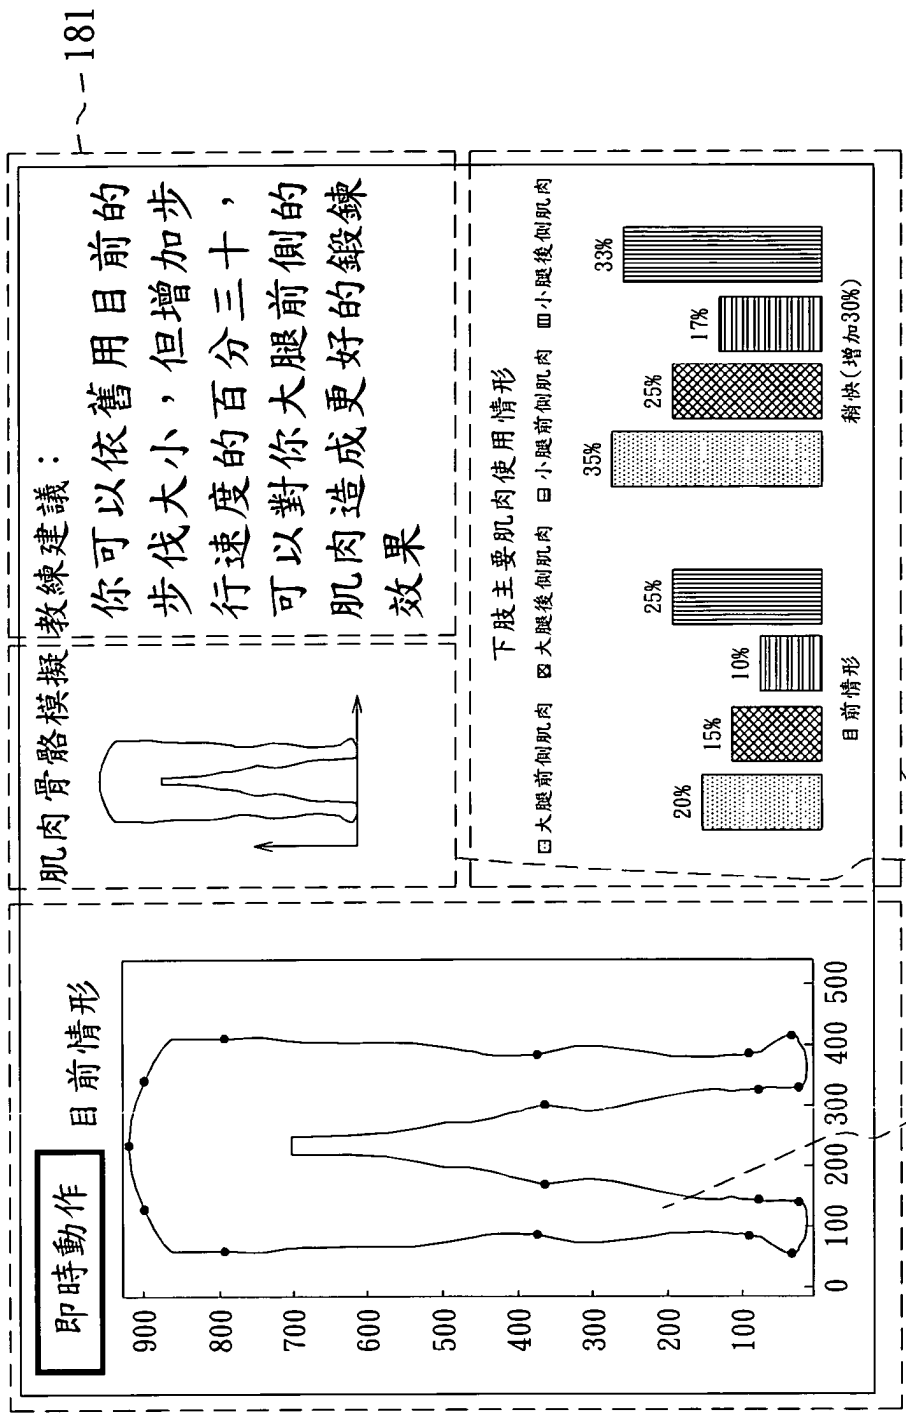 181
即時動作
目前情形
900
800
700
600
500
400
300
200
100
0 100 200 300 400 500
肌肉骨骼模擬
教練建議：
你可以依舊用目前的
步伐大小，但增加步
行速度的百分三十，
可以對你大腿前側的
肌肉造成更好的鍛鍊
效果
下肢主要肌肉使用情形
大腿前側肌肉 大腿後側肌肉 小腿前側肌肉 小腿後側肌肉
20% 15% 10% 25% 35% 25% 17% 33%
目前情形 稍快(增加30%)